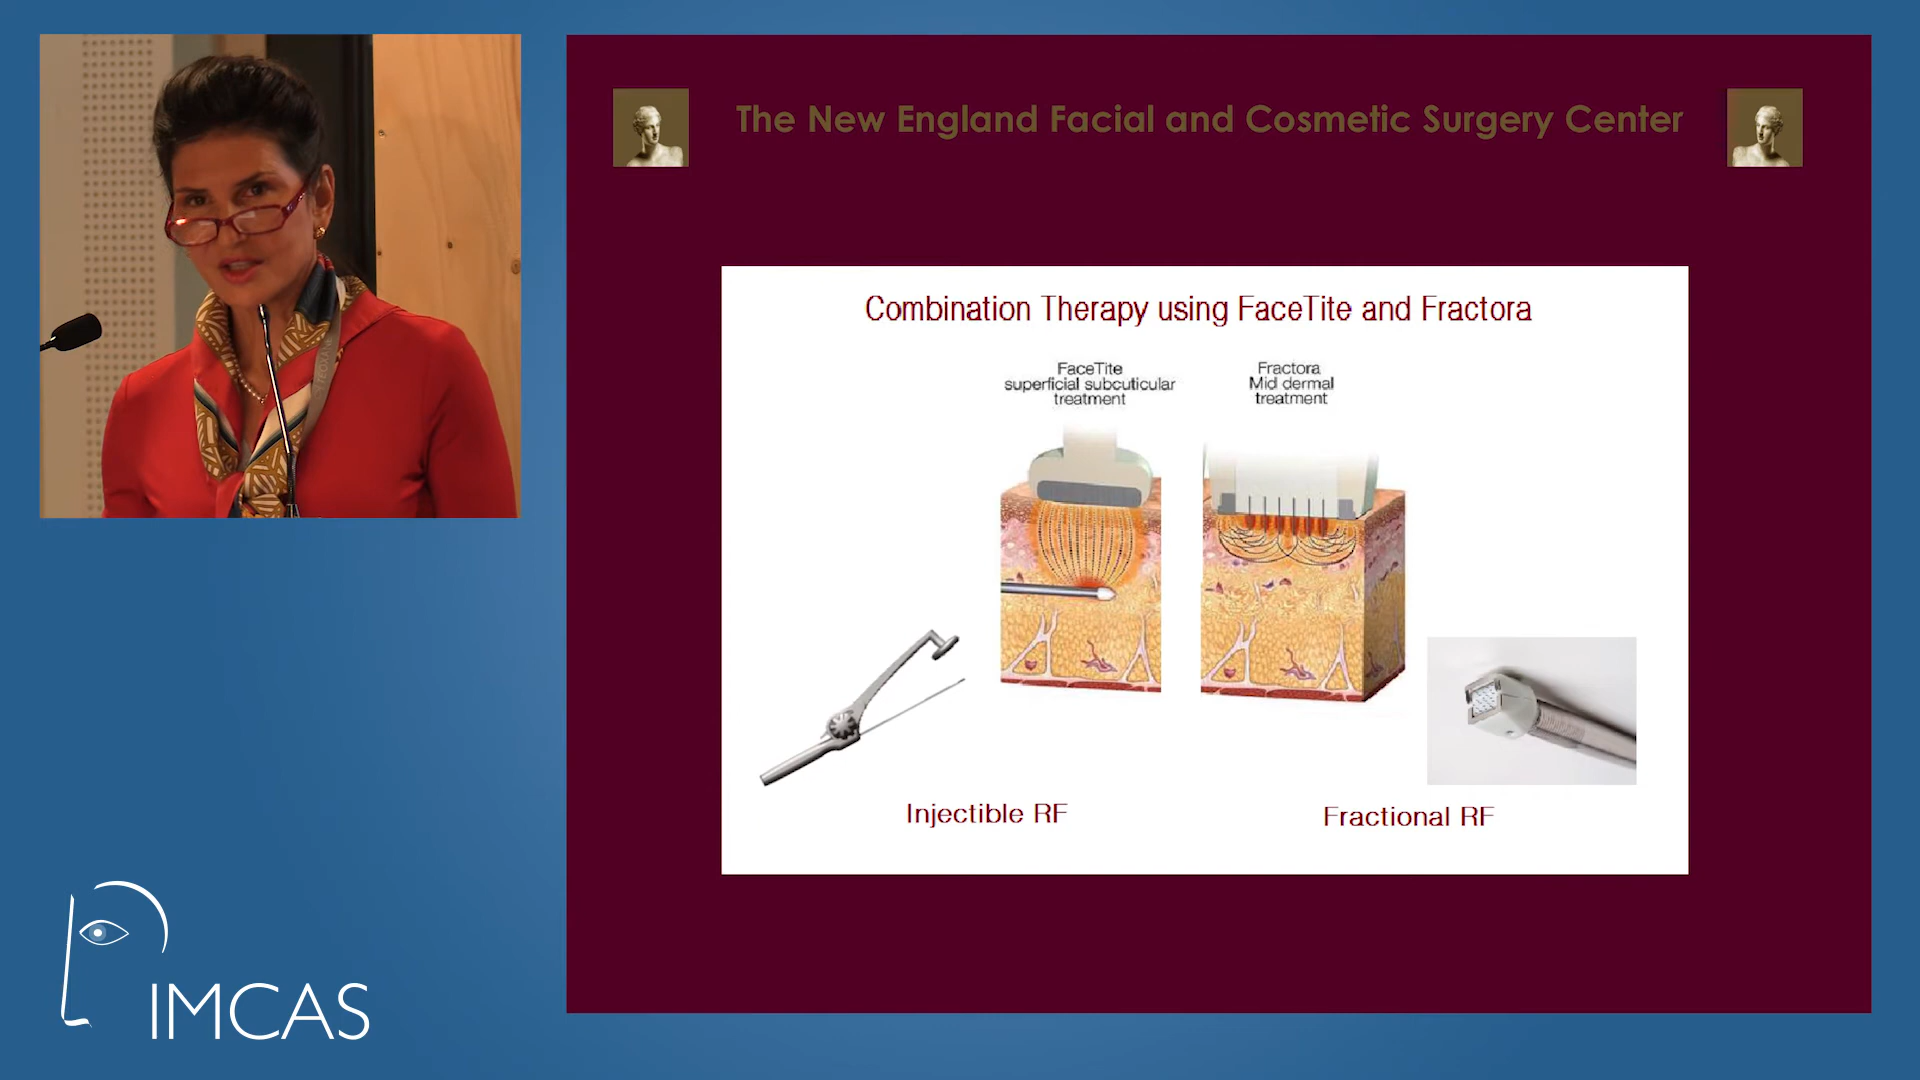 The New England Facial and Cosmetic Surgery Center
Combination Therapy using FaceTite and Fractora
FaceTite
superficial subcuticular
treatment
Fractora
Mid dermal
treatment
Injectible RF
Fractional RF
IMCAS
TEOXANE